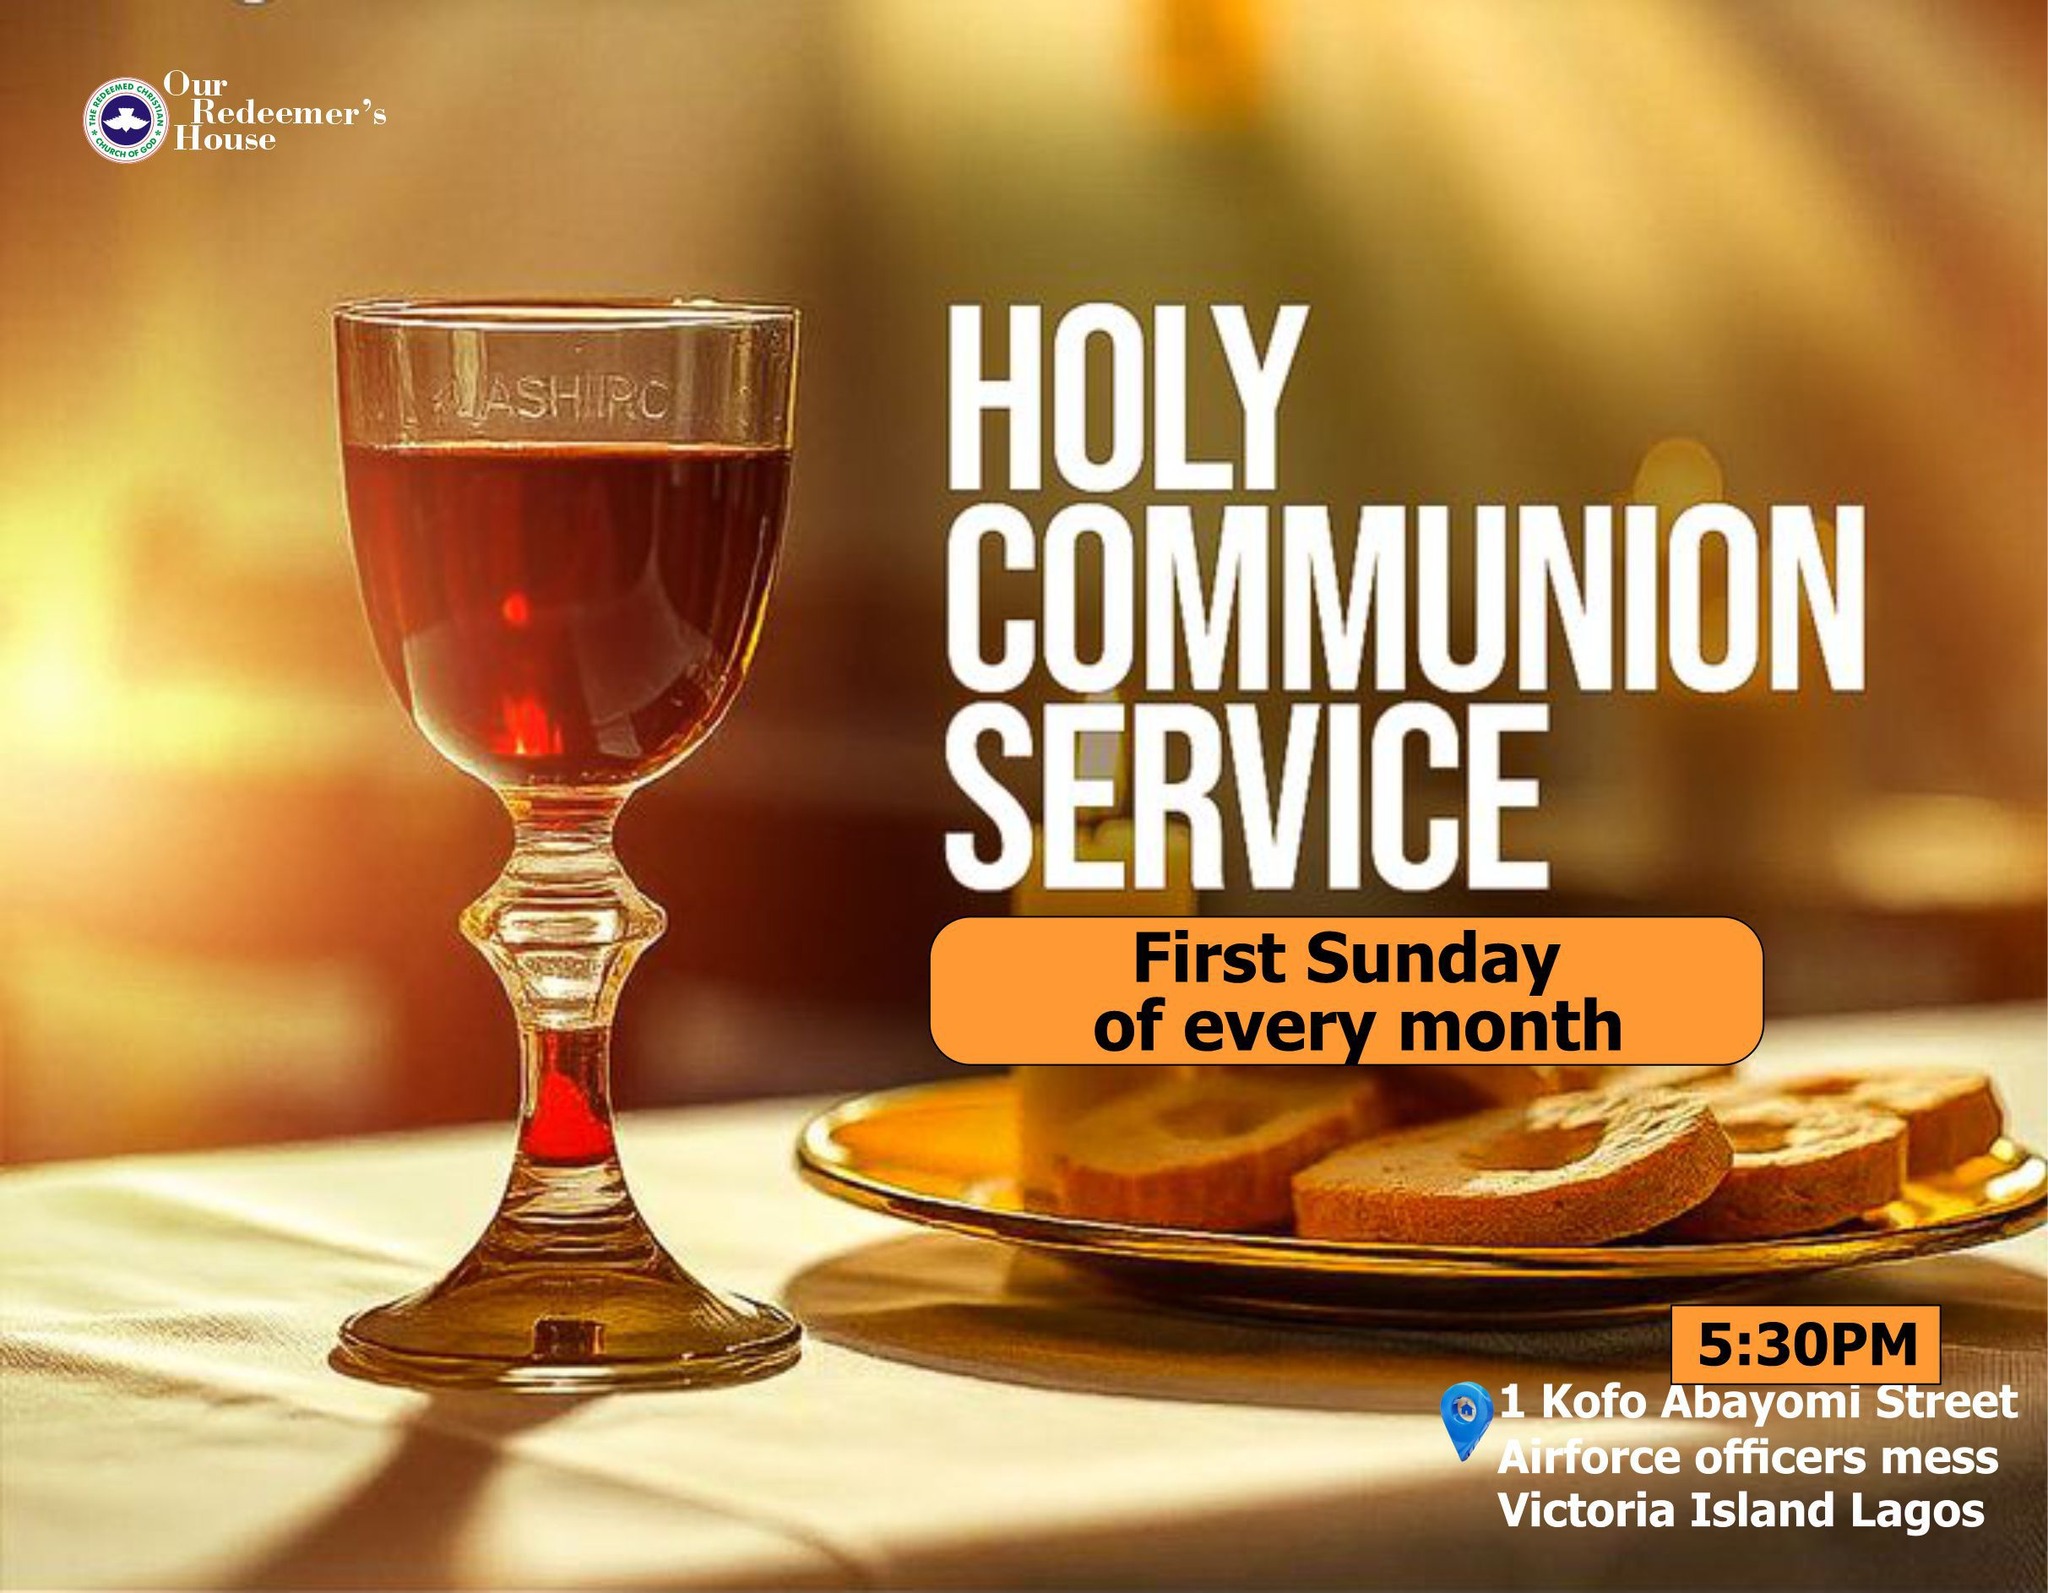 THE REDEEMED CHRISTIAN
CHURCH OF GOD
Our
Redeemer's
House
HOLY
COMMUNION
SERVICE
First Sunday
of every month
5:30PM
1 Kofo Abayomi Street
Airforce officers mess
Victoria Island Lagos